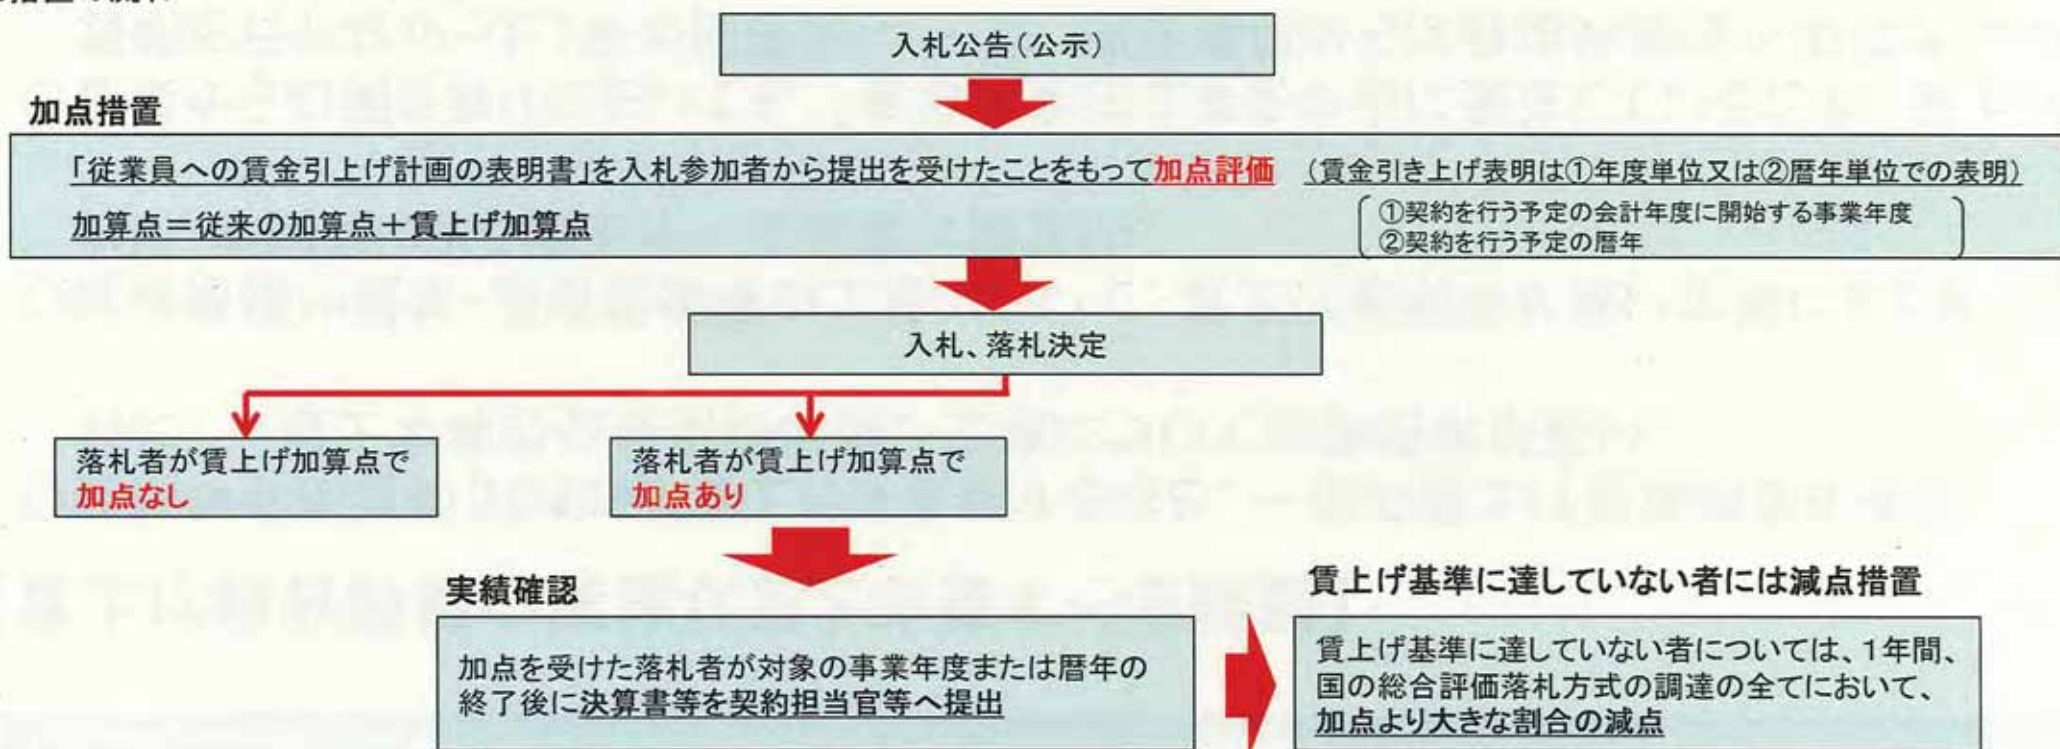 入札公告(公示)
加点措置
「従業員への賃金引上げ計画の表明書」を入札参加者から提出を受けたことをもって加点評価 (賃金引き上げ表明は①年度単位又は②暦年単位での表明)
加算点=従来の加算点+賃上げ加算点
①契約を行う予定の会計年度に開始する事業年度
②契約を行う予定の暦年
入札、落札決定
落札者が賃上げ加算点で
加点なし
落札者が賃上げ加算点で
加点あり
実績確認
加点を受けた落札者が対象の事業年度または暦年の
終了後に決算書等を契約担当官等へ提出
賃上げ基準に達していない者には減点措置
賃上げ基準に達していない者については、1年間、
国の総合評価落札方式の調達の全てにおいて、
加点より大きな割合の減点